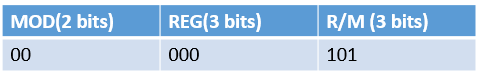 MOD(2 bits) REG(3 bits) R/M (3 bits)
00 000 101